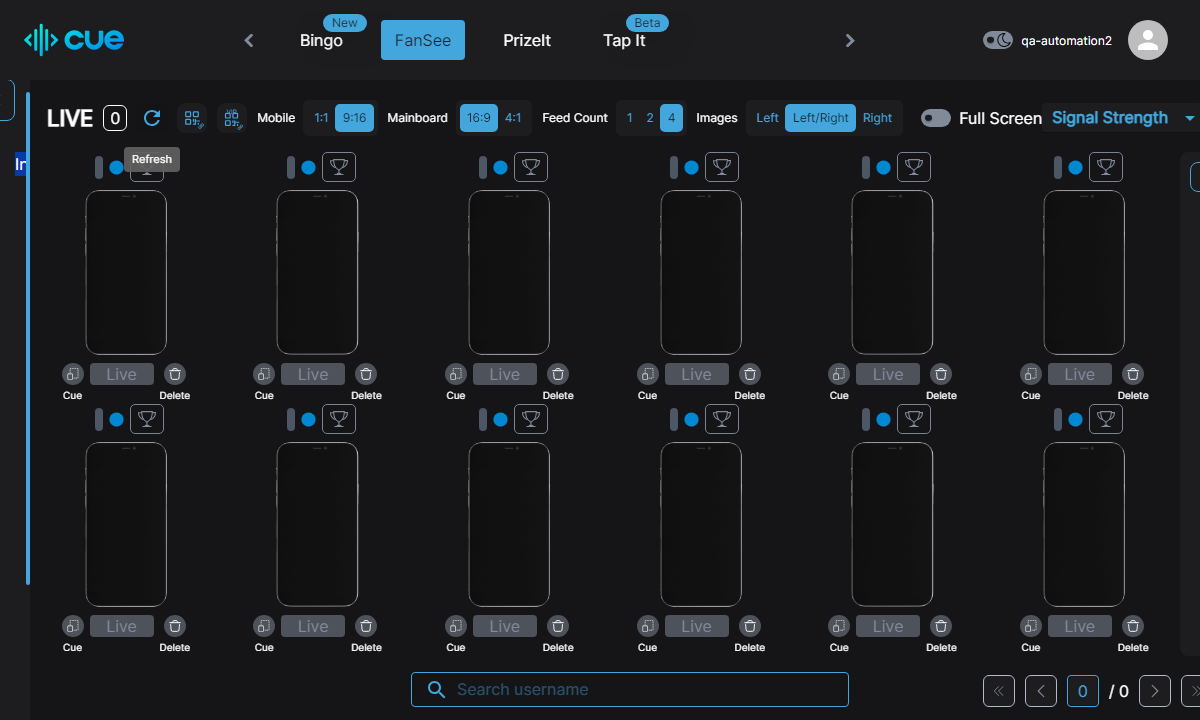 cue
Bingo New
FanSee
PrizeIt
Tap It Beta
qa-automation2
LIVE 0
Mobile 1:1 9:16
Mainboard 16:9 4:1
Feed Count 1 2 4
Images Left Left/Right Right
Full Screen
Signal Strength
In
Refresh
Live Live Live Live Live Live
Cue Delete Cue Delete Cue Delete Cue Delete Cue Delete Cue Delete
Live Live Live Live Live Live
Cue Delete Cue Delete Cue Delete Cue Delete Cue Delete Cue Delete
Search username
0 / 0